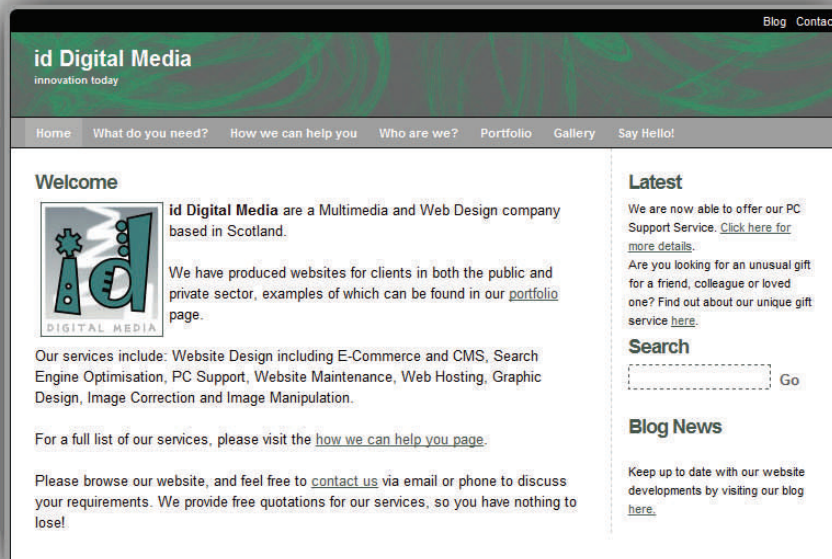 Blog Contac
id Digital Media
innovation today
Home What do you need? How we can help you Who are we? Portfolio Gallery Say Hello!
Welcome
id
DIGITAL MEDIA
id Digital Media are a Multimedia and Web Design company
based in Scotland.
We have produced websites for clients in both the public and
private sector, examples of which can be found in our portfolio
page.
Our services include: Website Design including E-Commerce and CMS, Search
Engine Optimisation, PC Support, Website Maintenance, Web Hosting, Graphic
Design, Image Correction and Image Manipulation.
For a full list of our services, please visit the how we can help you page.
Please browse our website, and feel free to contact us via email or phone to discuss
your requirements. We provide free quotations for our services, so you have nothing to
lose!
Latest
We are now able to offer our PC
Support Service. Click here for
more details.
Are you looking for an unusual gift
for a friend, colleague or loved
one? Find out about our unique gift
service here.
Search
Go
Blog News
Keep up to date with our website
developments by visiting our blog
here.